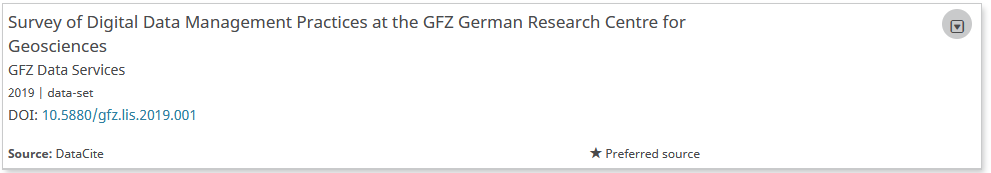 Survey of Digital Data Management Practices at the GFZ German Research Centre for
Geosciences
GFZ Data Services
2019 | data-set
DOI: 10.5880/gfz.lis.2019.001
Source: DataCite
★ Preferred source